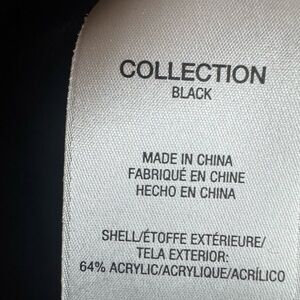 COLLECTION
BLACK
MADE IN CHINA
FABRIQUÉ EN CHINE
HECHO EN CHINA
SHELL/ÉTOFFE EXTÉRIEURE/
TELA EXTERIOR:
64% ACRYLIC/ACRYLIQUE/ACRÍLICO